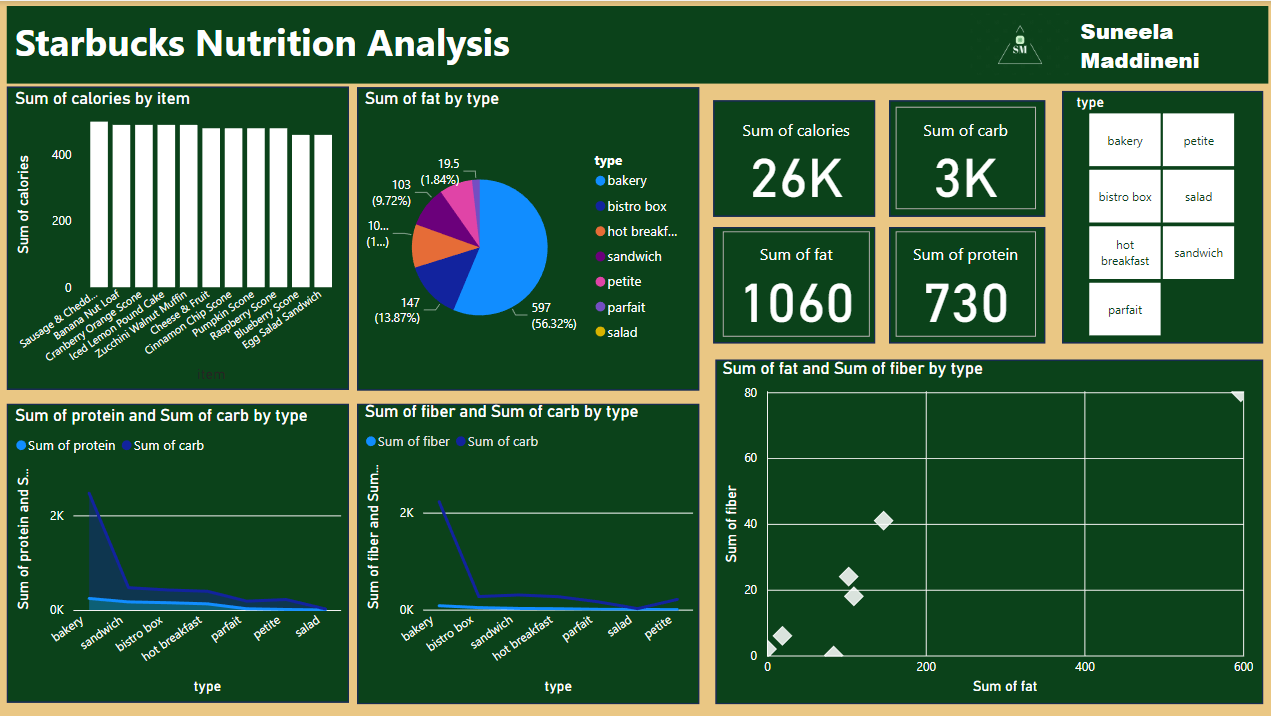 Starbucks Nutrition Analysis
SM
Suneela
Maddineni
Sum of calories by item
Sum of calories
400
200
0
Sausage & Chedd...
Banana Nut Loaf
Cranberry Orange Scone
Iced Lemon Pound Cake
Zucchini Walnut Muffin
Cheese & Fruit
Cinnamon Chip Scone
Pumpkin Scone
Raspberry Scone
Blueberry Scone
Egg Salad Sandwich
item
Sum of fat by type
19.5
(1.84%)
103
(9.72%)
10...
(1...)
147
(13.87%)
597
(56.32%)
type
bakery
bistro box
hot breakf...
sandwich
petite
parfait
salad
Sum of calories
26K
Sum of carb
3K
Sum of fat
1060
Sum of protein
730
type
bakery
petite
bistro box
salad
hot
breakfast
sandwich
parfait
Sum of protein and Sum of carb by type
Sum of protein Sum of carb
Sum of protein and S...
2K
0K
bakery
sandwich
bistro box
hot breakfast
parfait
petite
salad
type
Sum of fiber and Sum of carb by type
Sum of fiber Sum of carb
Sum of fiber and Sum...
2K
0K
bakery
bistro box
sandwich
hot breakfast
parfait
salad
petite
type
Sum of fat and Sum of fiber by type
Sum of fiber
80
60
40
20
0
0 200 400 600
Sum of fat